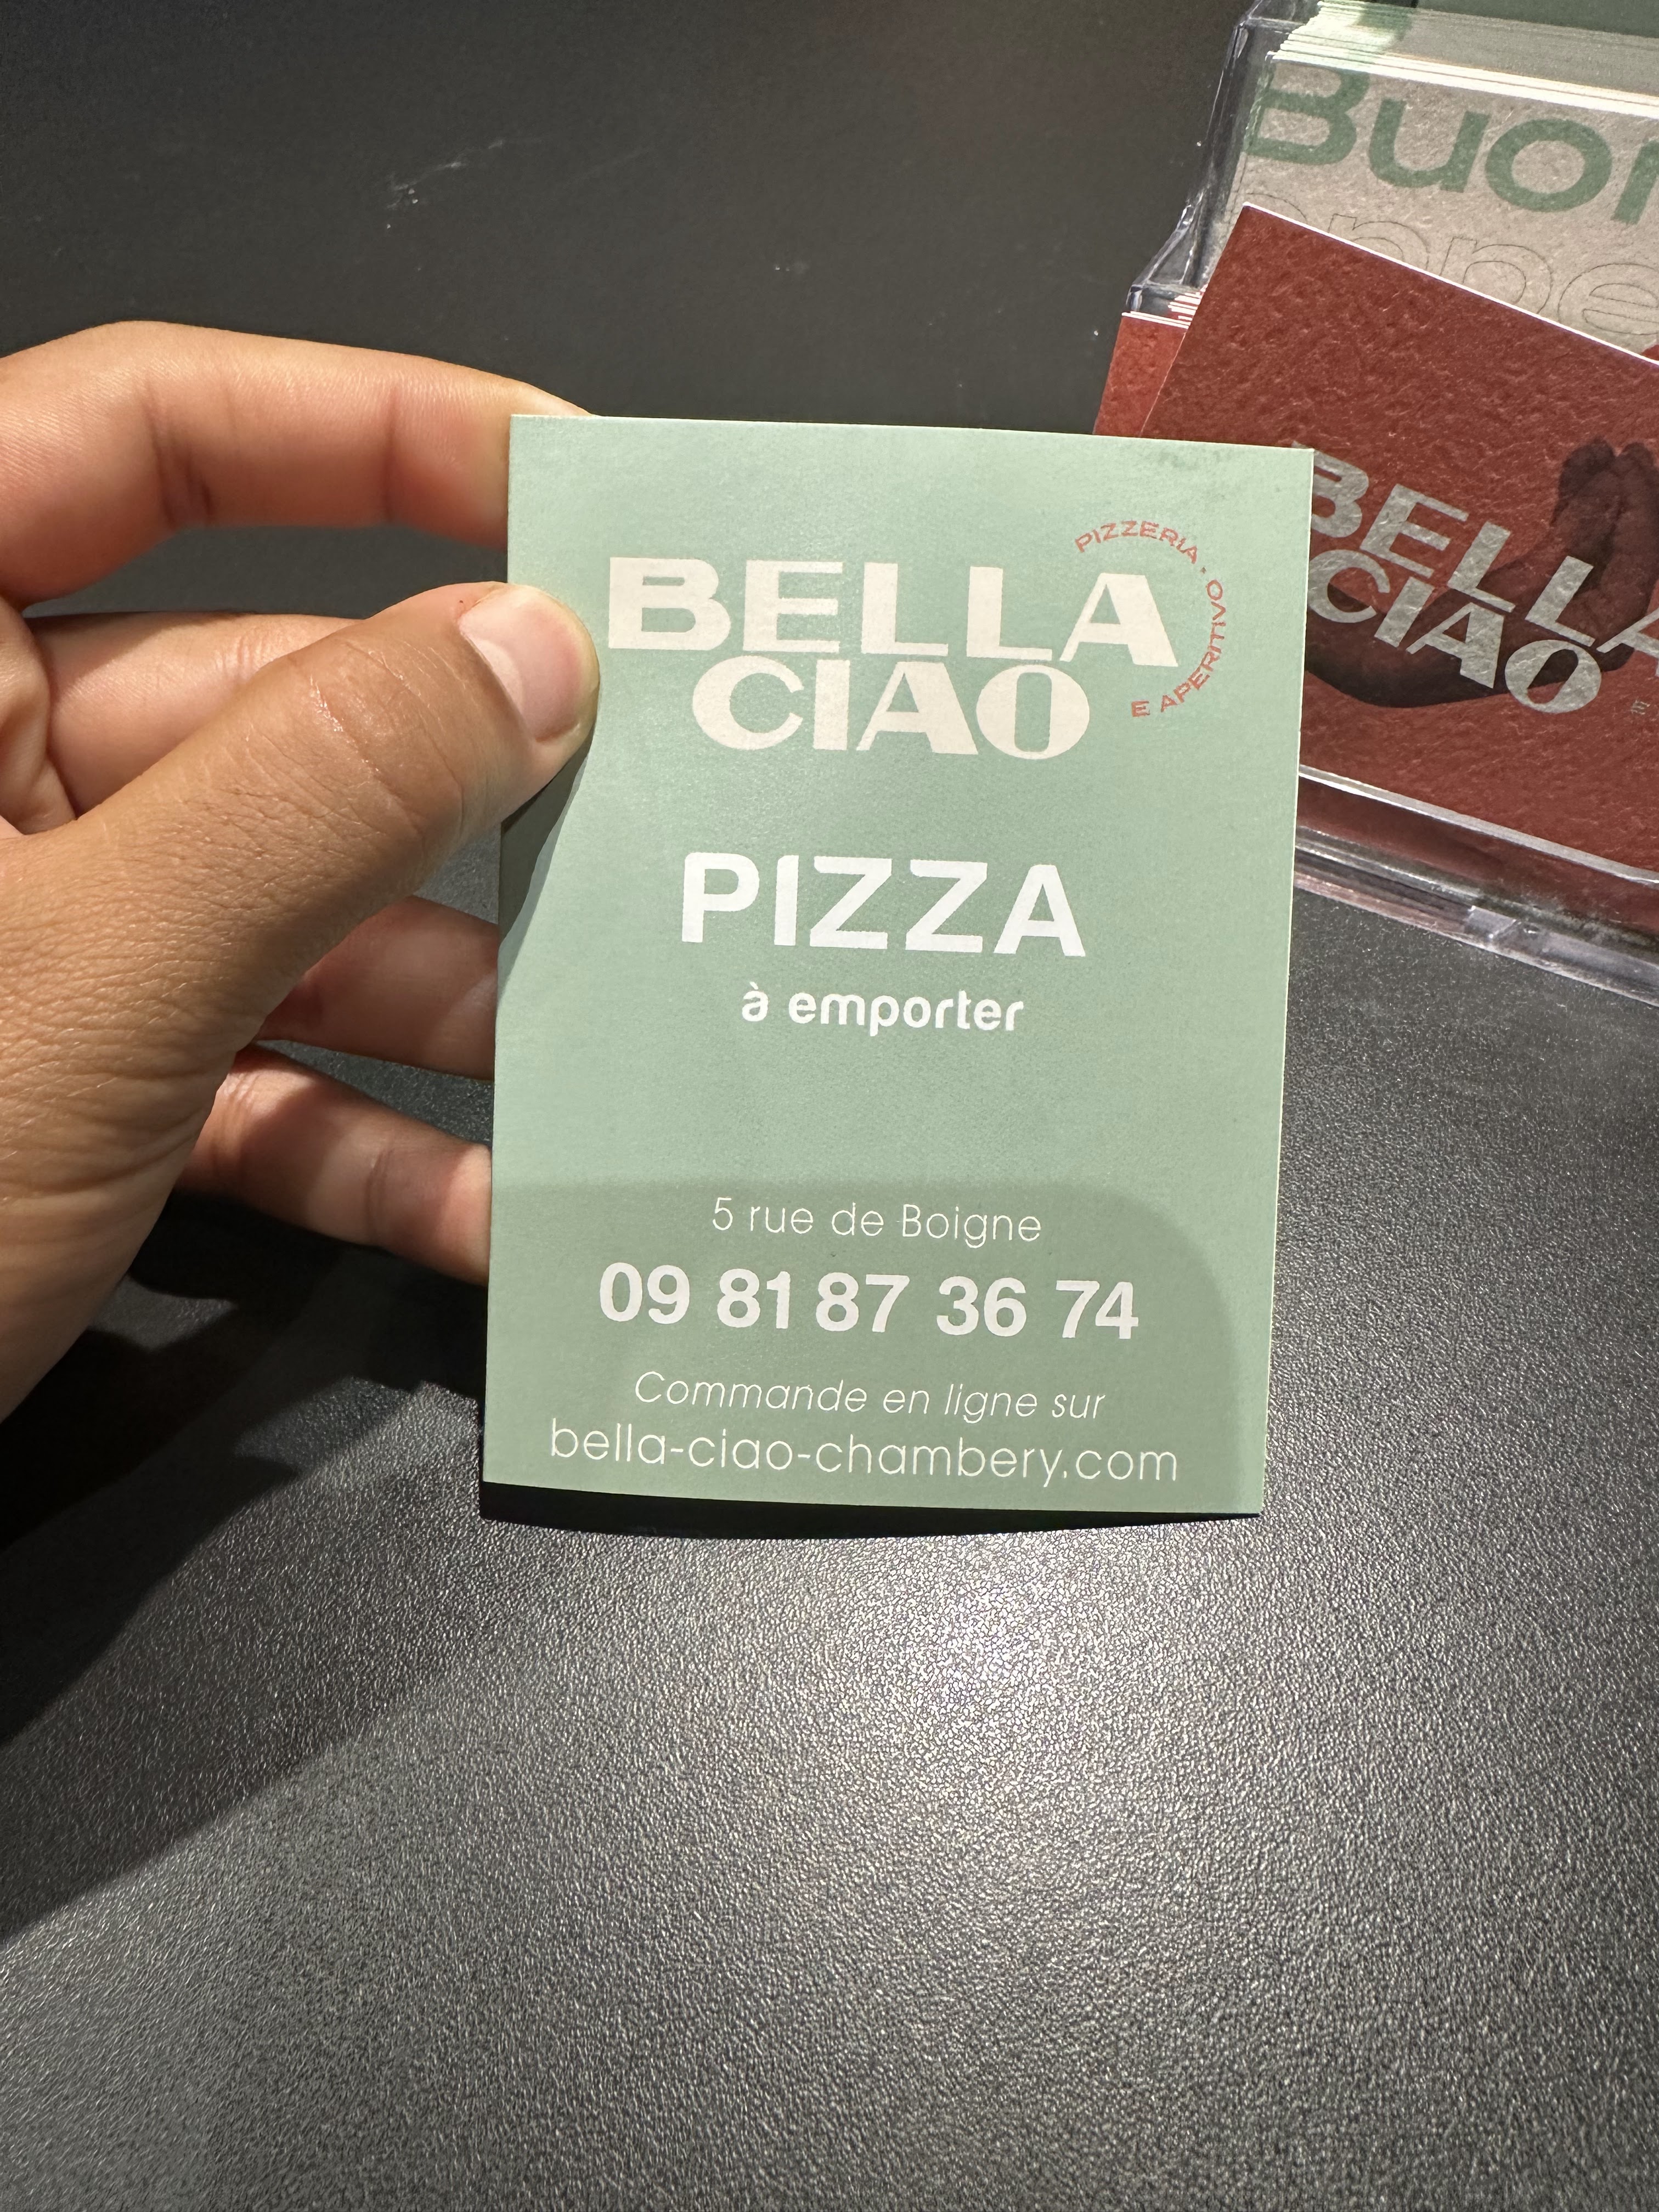 BELLA
CIAO
PIZZERIA · E APERITIVO
PIZZA
à emporter
5 rue de Boigne
09 81 87 36 74
Commande en ligne sur
bella-ciao-chambery.com
BELLA
CIAO